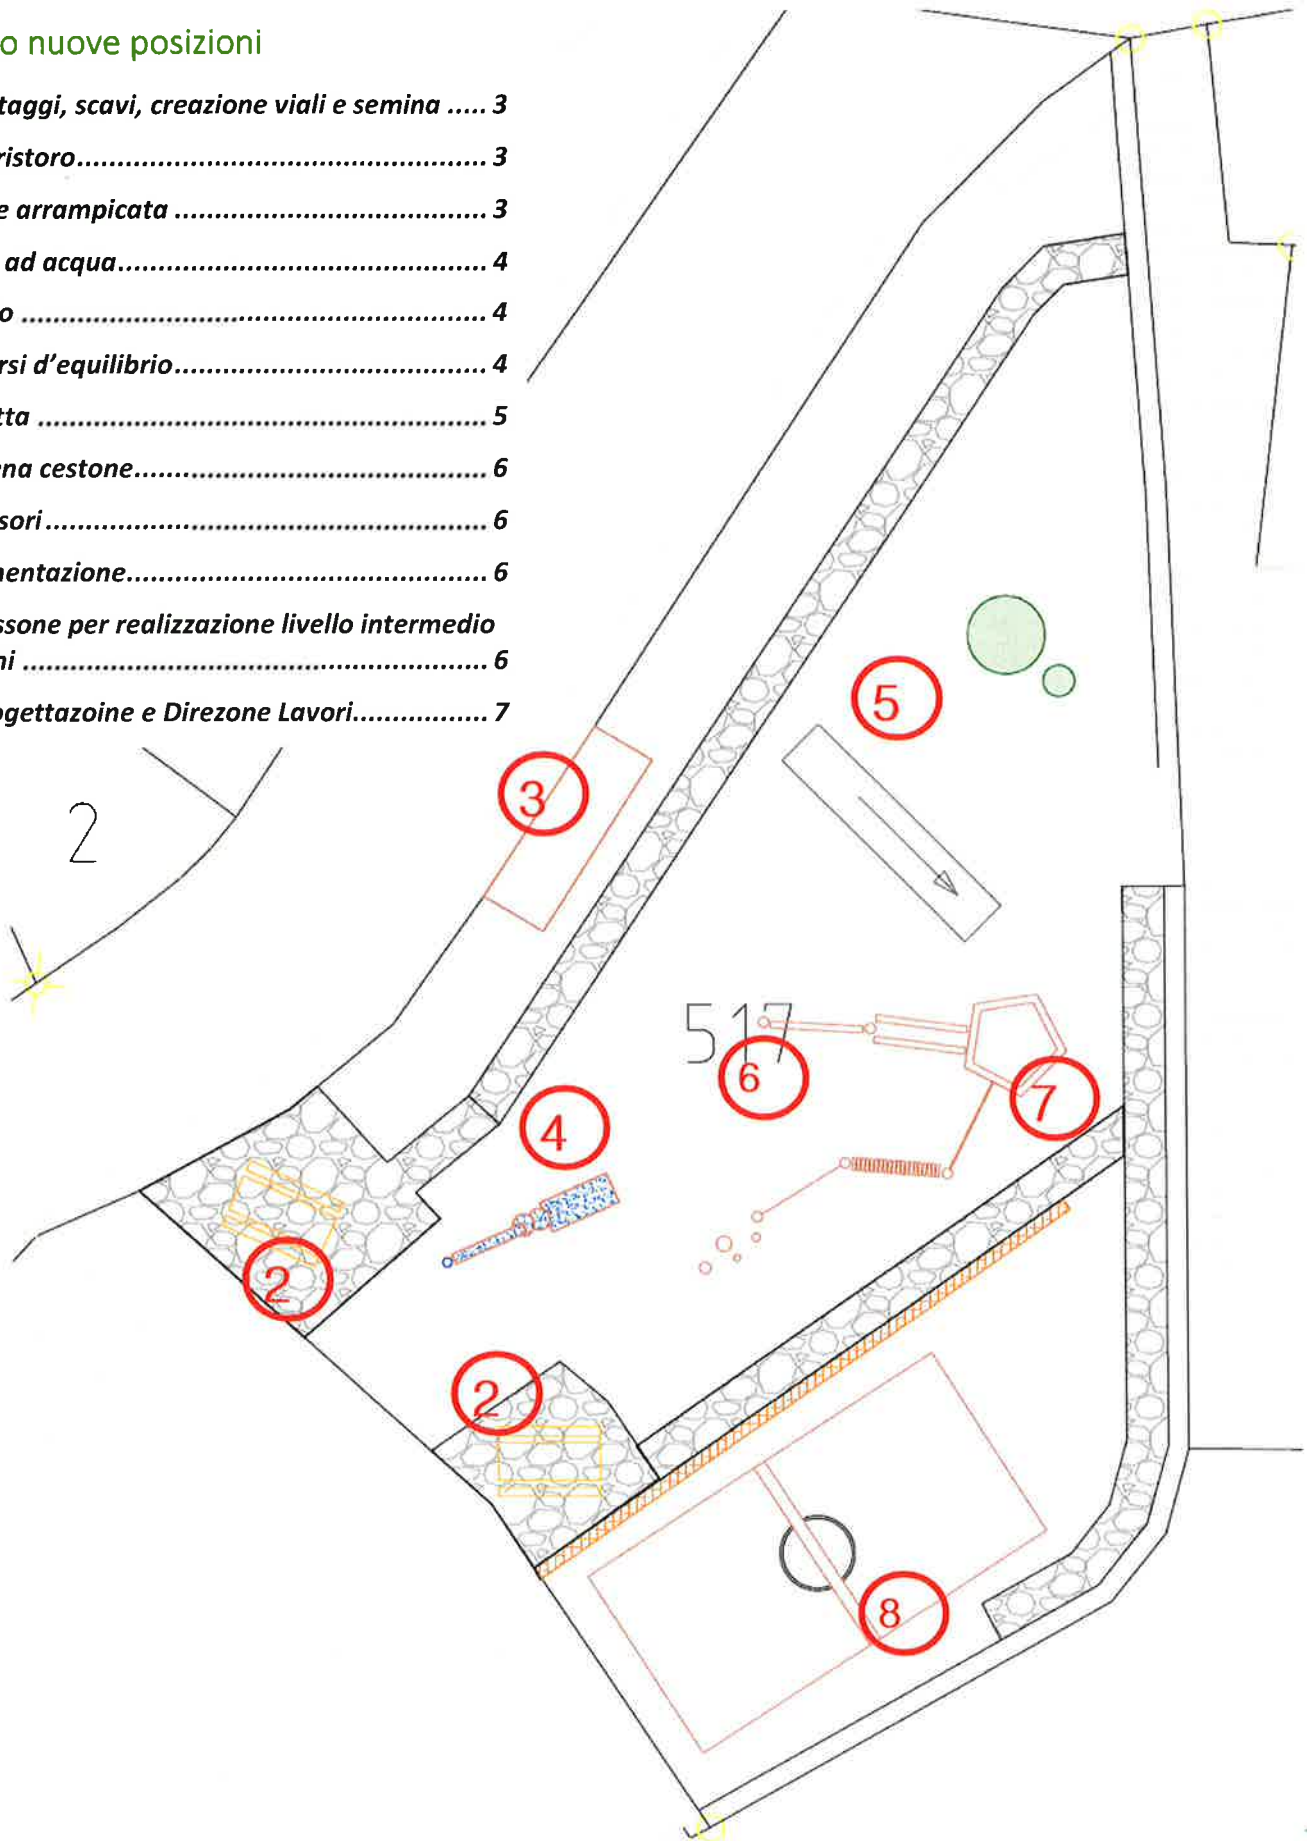 o nuove posizioni
taggi, scavi, creazione viali e semina ..... 3
ristoro.................................................. 3
e arrampicata ...................................... 3
ad acqua............................................. 4
o ......................................................... 4
rsi d'equilibrio...................................... 4
tta ....................................................... 5
na cestone........................................... 6
sori...................................................... 6
nentazione............................................ 6
ssone per realizzazione livello intermedio
ni ......................................................... 6
ogettazoine e Direzone Lavori................. 7
5
3
2
517
6
7
4
2
2
8